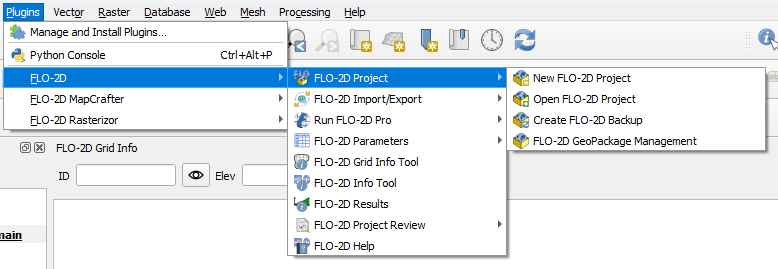 Plugins Vector Raster Database Web Mesh Processing Help
Manage and Install Plugins...
Python Console Ctrl+Alt+P
FLO-2D
FLO-2D MapCrafter
FLO-2D Rasterizor
FLO-2D Project
FLO-2D Import/Export
Run FLO-2D Pro
FLO-2D Parameters
FLO-2D Grid Info Tool
FLO-2D Info Tool
FLO-2D Results
FLO-2D Project Review
FLO-2D Help
New FLO-2D Project
Open FLO-2D Project
Create FLO-2D Backup
FLO-2D GeoPackage Management
FLO-2D Grid Info
ID Elev
main